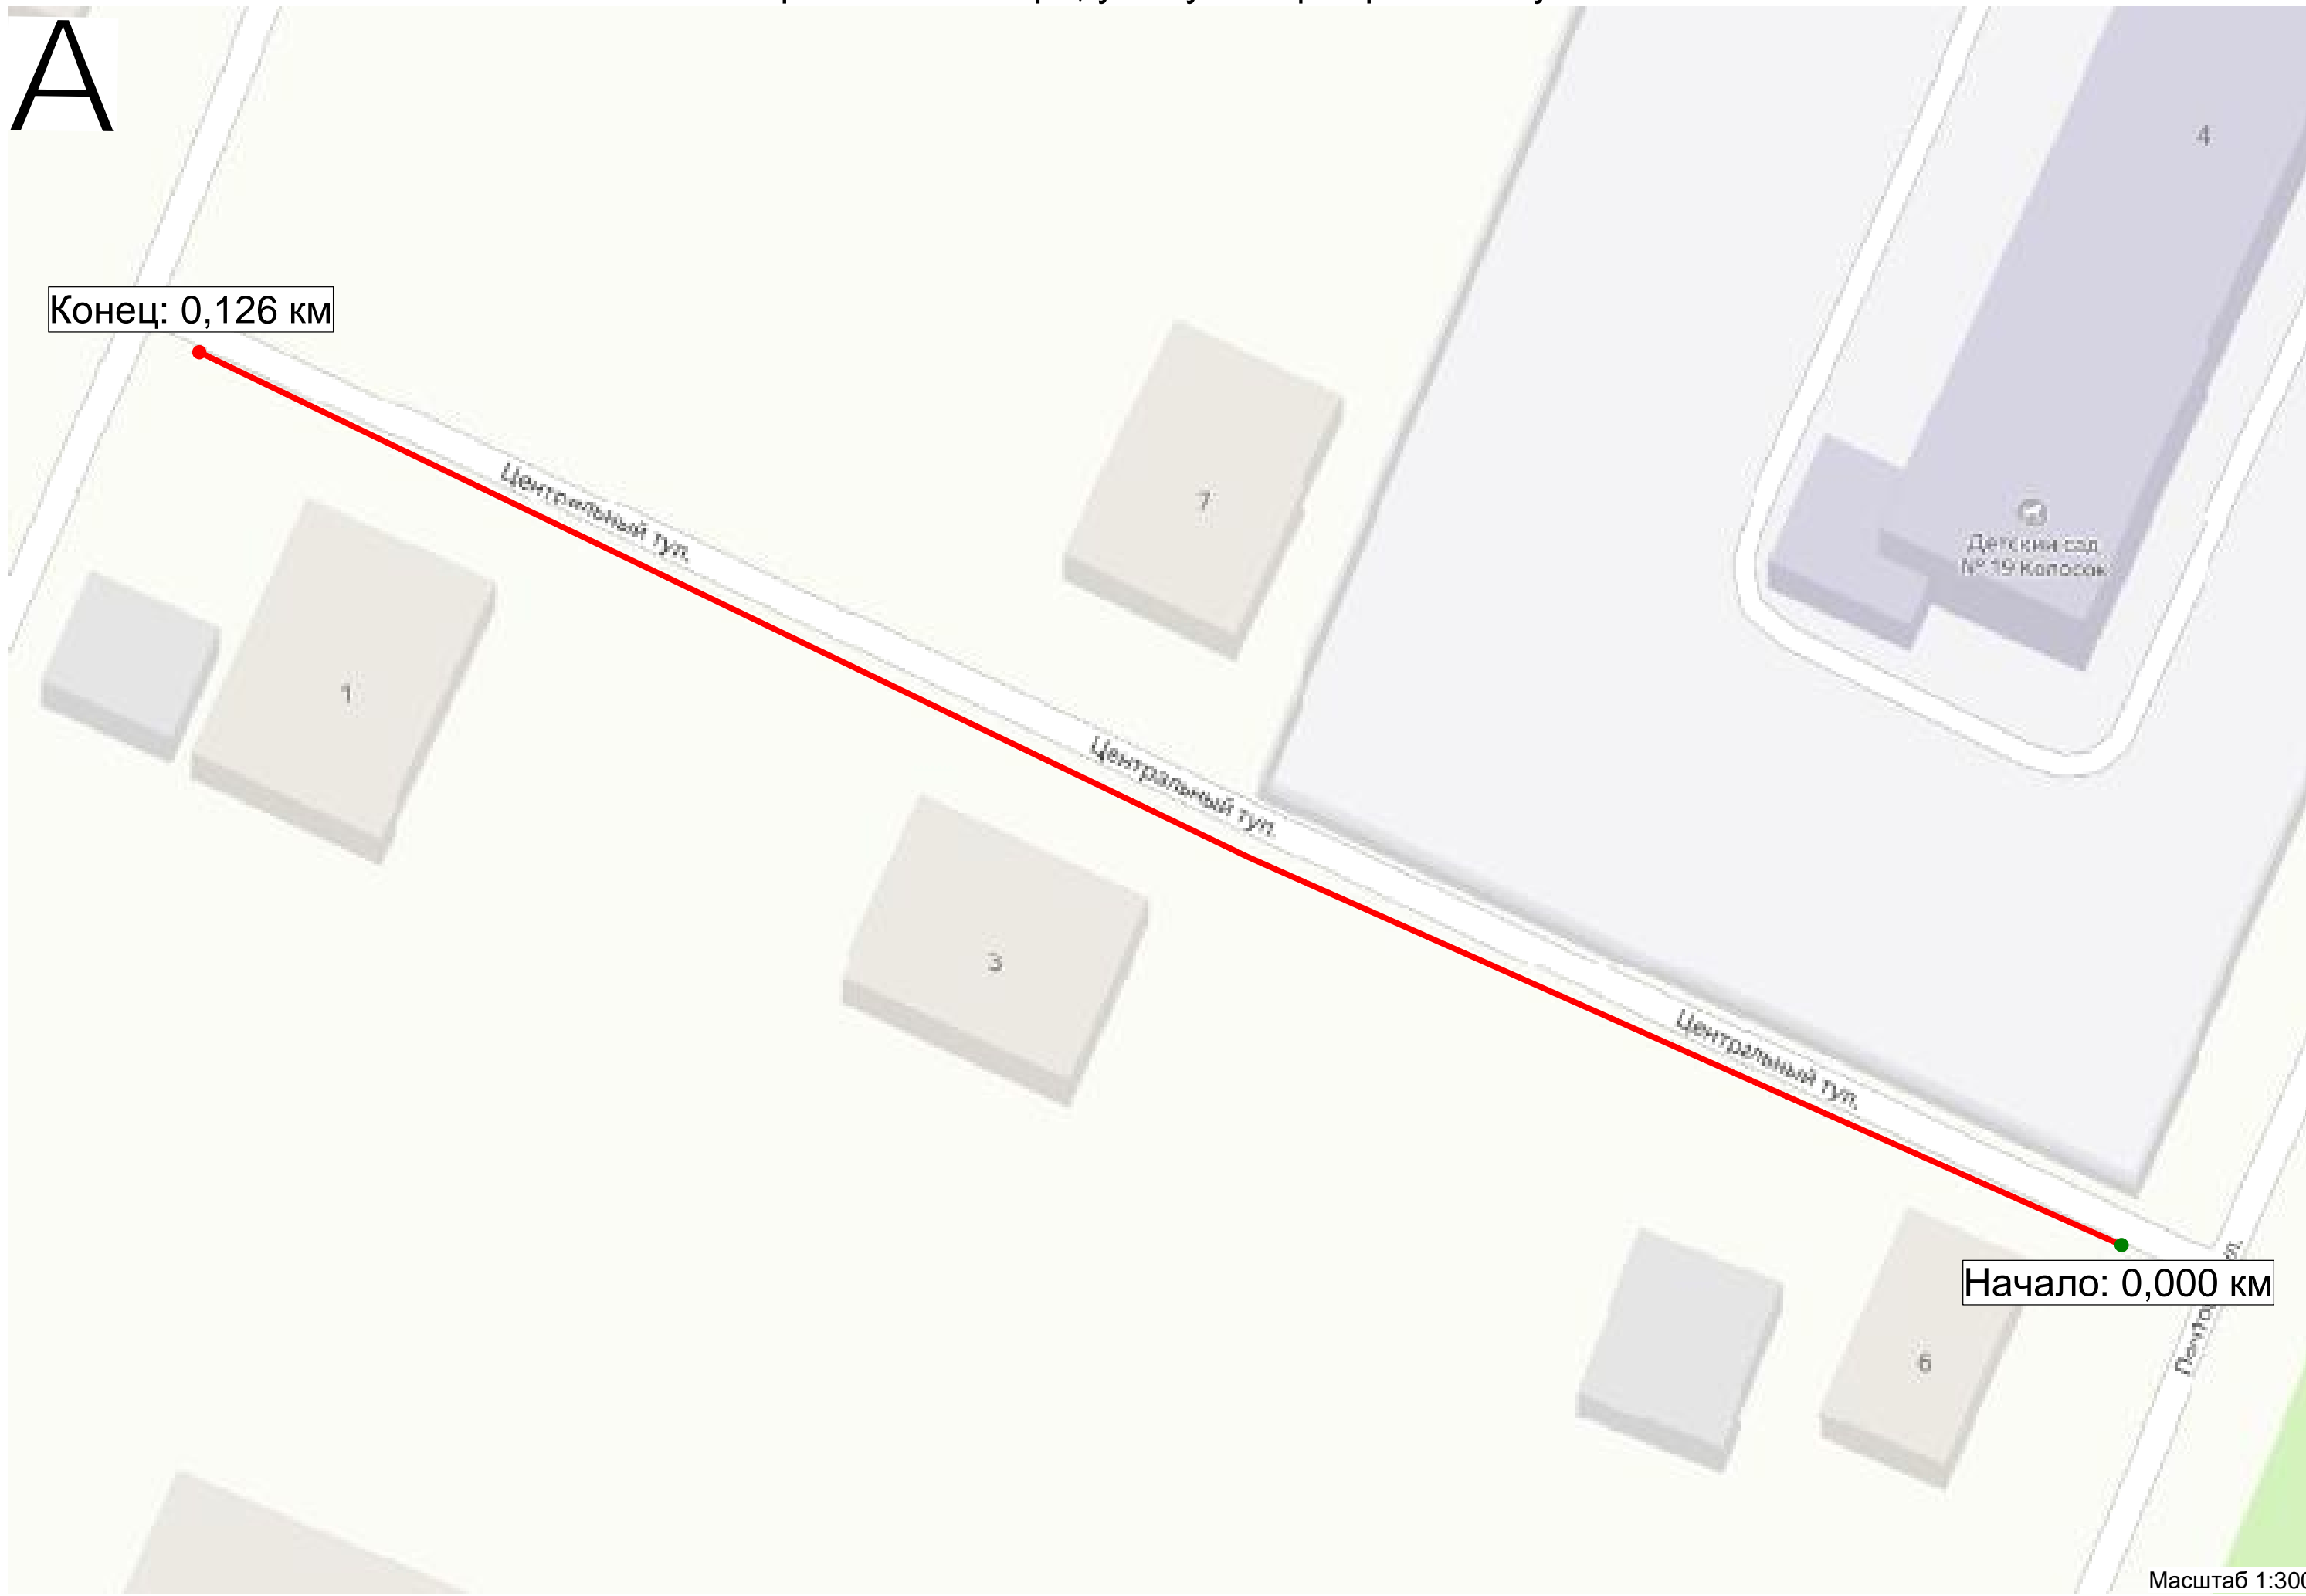 А
4
Конец: 0,126 км
Центральный туп.
7
Детский сад
№ 19 Колосок
1
Центральный туп.
3
Центральный туп.
Начало: 0,000 км
6
Масштаб 1:300